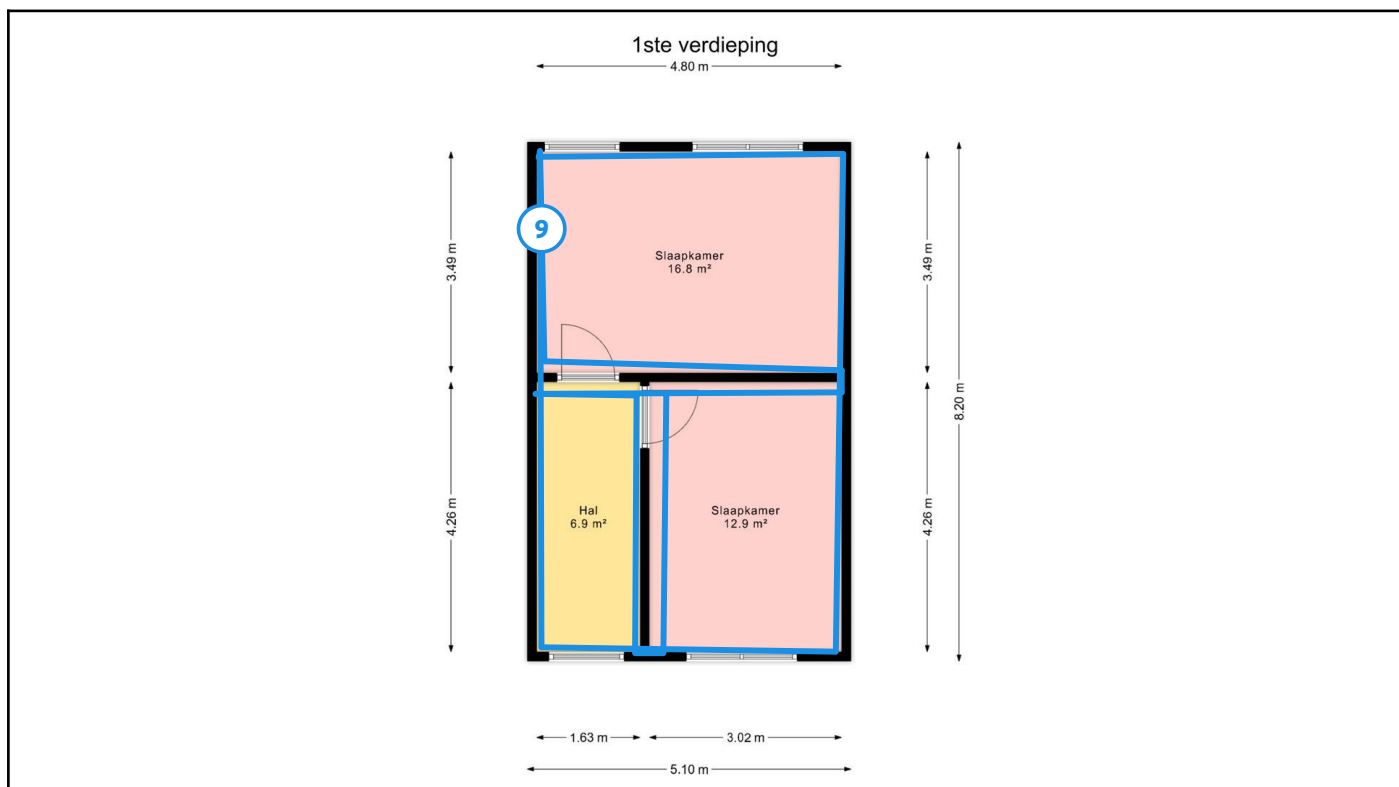 1ste verdieping
4.80 m
3.49 m
3.49 m
9
Slaapkamer
16.8 m²
8.20 m
4.26 m
4.26 m
Hal
6.9 m²
Slaapkamer
12.9 m²
1.63 m
3.02 m
5.10 m